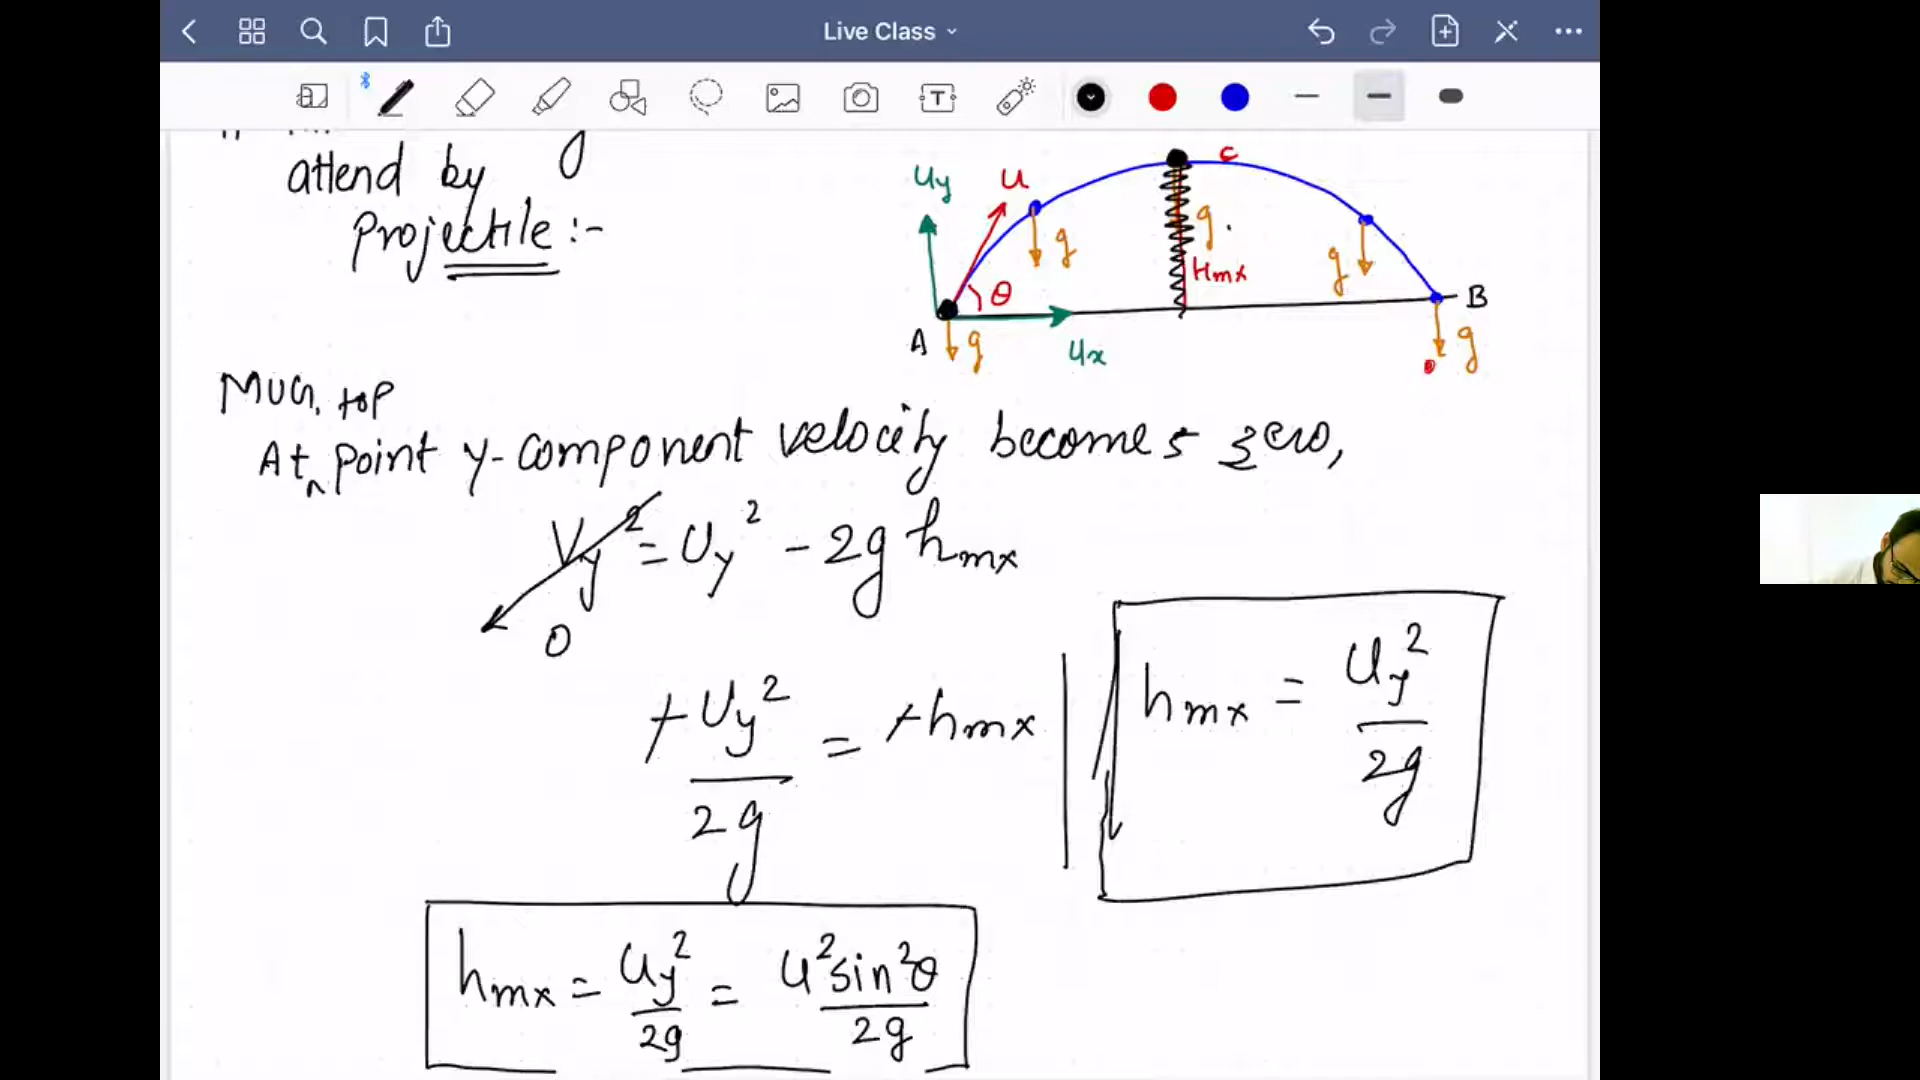 Live Class
attend by
Projectile :-
Uy U C
g g g
θ Hmx
A g Ux B g
top
At point y-component velocity becomes zero,
Vy² = Uy² - 2g hmx
0
+Uy²/2g = +hmx
hmx = Uy²/2g
hmx = Uy²/2g = U²sin²θ/2g